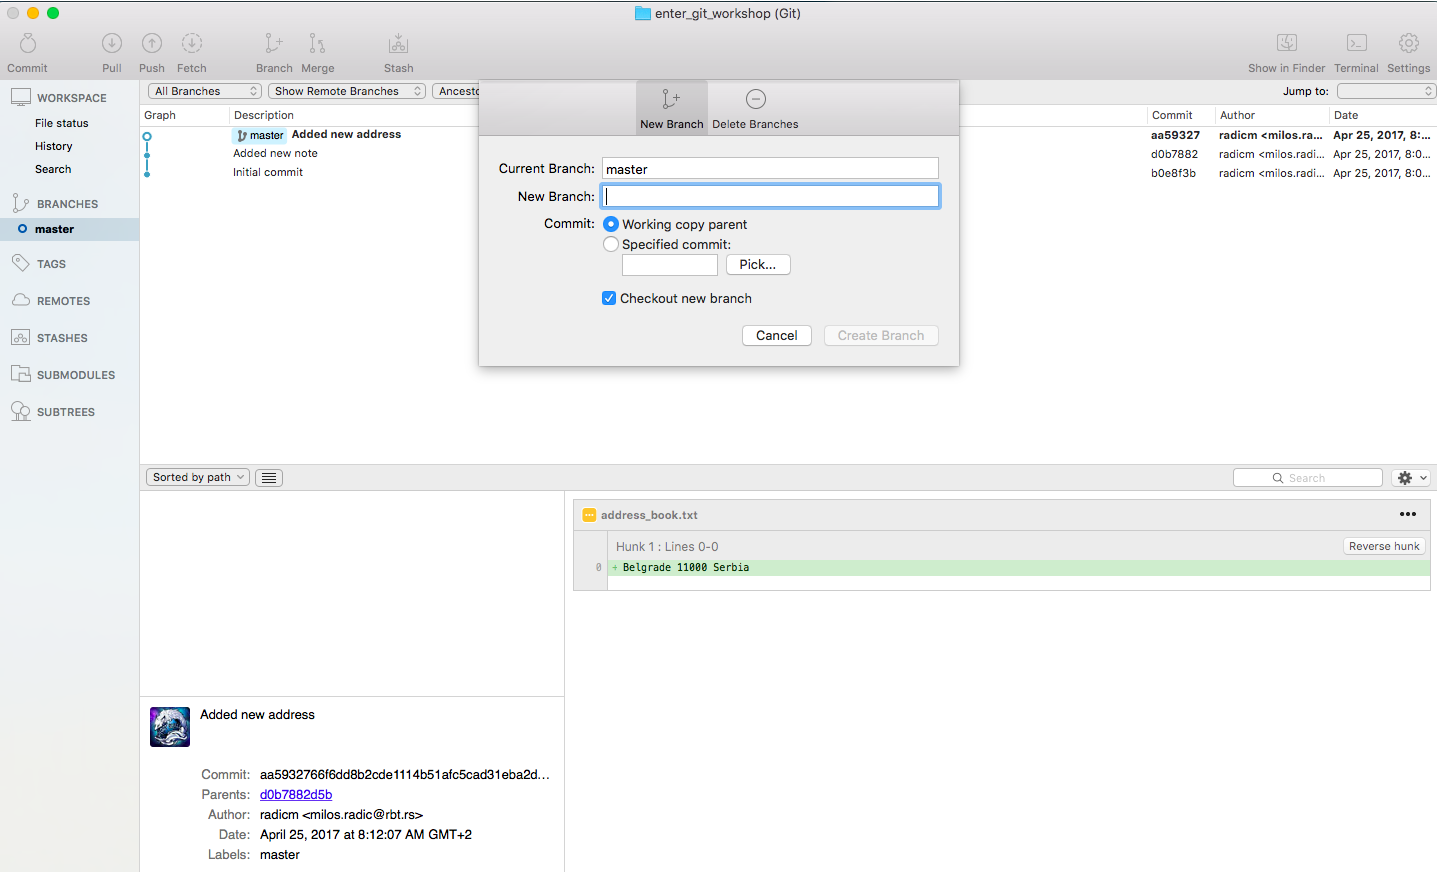 enter_git_workshop (Git)
Commit Pull Push Fetch Branch Merge Stash Show in Finder Terminal Settings
WORKSPACE
File status
History
Search
BRANCHES
master
TAGS
REMOTES
STASHES
SUBMODULES
SUBTREES
All Branches Show Remote Branches Ancesto Jump to:
Graph Description Commit Author Date
master Added new address aa59327 radicm <milos.ra... Apr 25, 2017, 8:...
Added new note d0b7882 radicm <milos.radi... Apr 25, 2017, 8:0...
Initial commit b0e8f3b radicm <milos.radi... Apr 25, 2017, 8:0...
New Branch Delete Branches
Current Branch: master
New Branch:
Commit: Working copy parent
Specified commit:
Pick...
Checkout new branch
Cancel Create Branch
Sorted by path Search
address_book.txt
Hunk 1 : Lines 0-0 Reverse hunk
0 + Belgrade 11000 Serbia
Added new address
Commit: aa5932766f6dd8b2cde1114b51afc5cad31eba2d...
Parents: d0b7882d5b
Author: radicm <milos.radic@rbt.rs>
Date: April 25, 2017 at 8:12:07 AM GMT+2
Labels: master